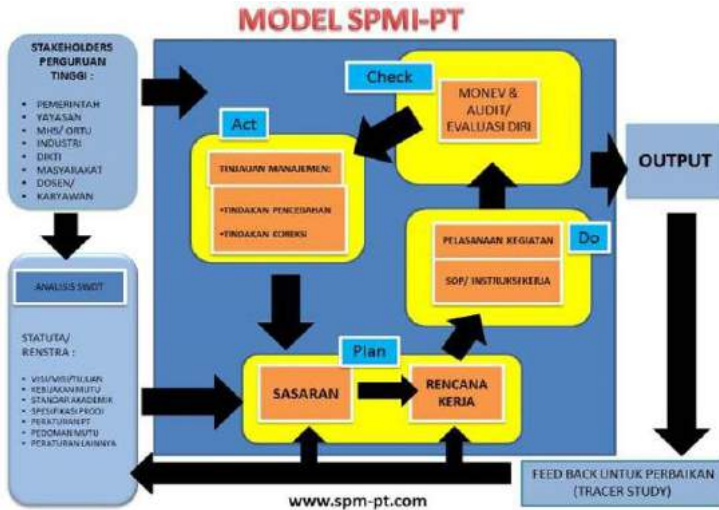 MODEL SPMI-PT
STAKEHOLDERS
PERGURUAN
TINGGI :
• PEMERINTAH
• YAYASAN
• MHS/ ORTU
• INDUSTRI
• DIKTI
• MASYARAKAT
• DOSEN/
• KARYAWAN
ANALISIS SWOT
STATUTA/
RENSTRA :
• VISI/MISI/TUJUAN
• KEBIJAKAN MUTU
• STANDAR AKADEMIK
• SPESIFIKASI PRODI
• PERATURAN PT
• PEDOMAN MUTU
• PERATURAN LAINNYA
Check
MONEV &
AUDIT/
EVALUASI DIRI
Act
TINJAUAN MANAJEMEN:
•TINDAKAN PENCEGAHAN
•TINDAKAN KOREKSI
Do
PELASANAAN KEGIATAN
SOP/ INSTRUKSI KERJA
Plan
SASARAN
RENCANA
KERJA
OUTPUT
FEED BACK UNTUK PERBAIKAN
(TRACER STUDY)
www.spm-pt.com